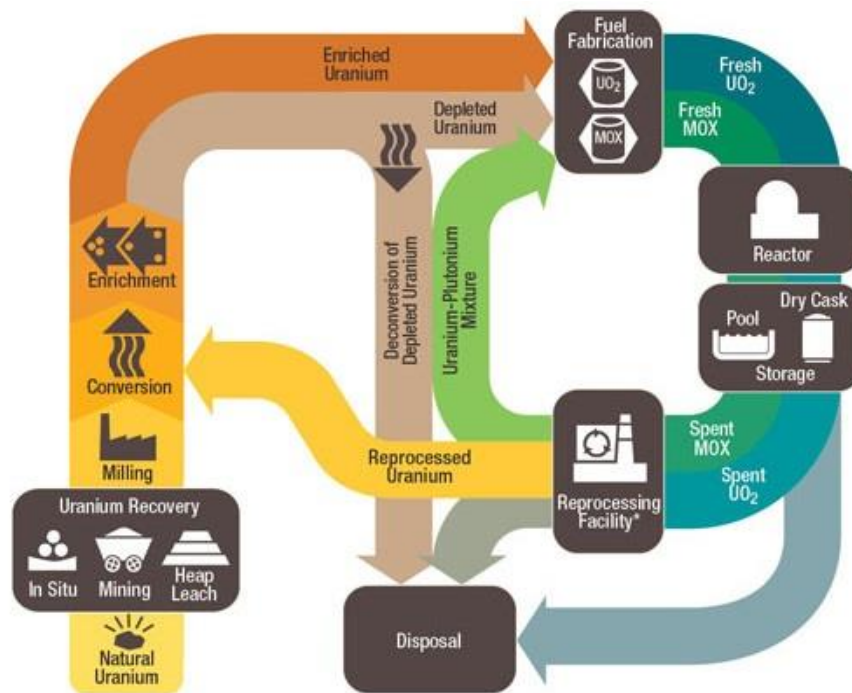 Fuel
Fabrication
UO2
MOX
Enriched
Uranium
Depleted
Uranium
Fresh
UO2
Fresh
MOX
Reactor
Dry Cask
Pool
Storage
Enrichment
Deconversion of
Depleted Uranium
Uranium-Plutonium
Mixture
Conversion
Milling
Reprocessed
Uranium
Reprocessing
Facility*
Spent
MOX
Spent
UO2
Uranium Recovery
In Situ
Mining
Heap
Leach
Natural
Uranium
Disposal